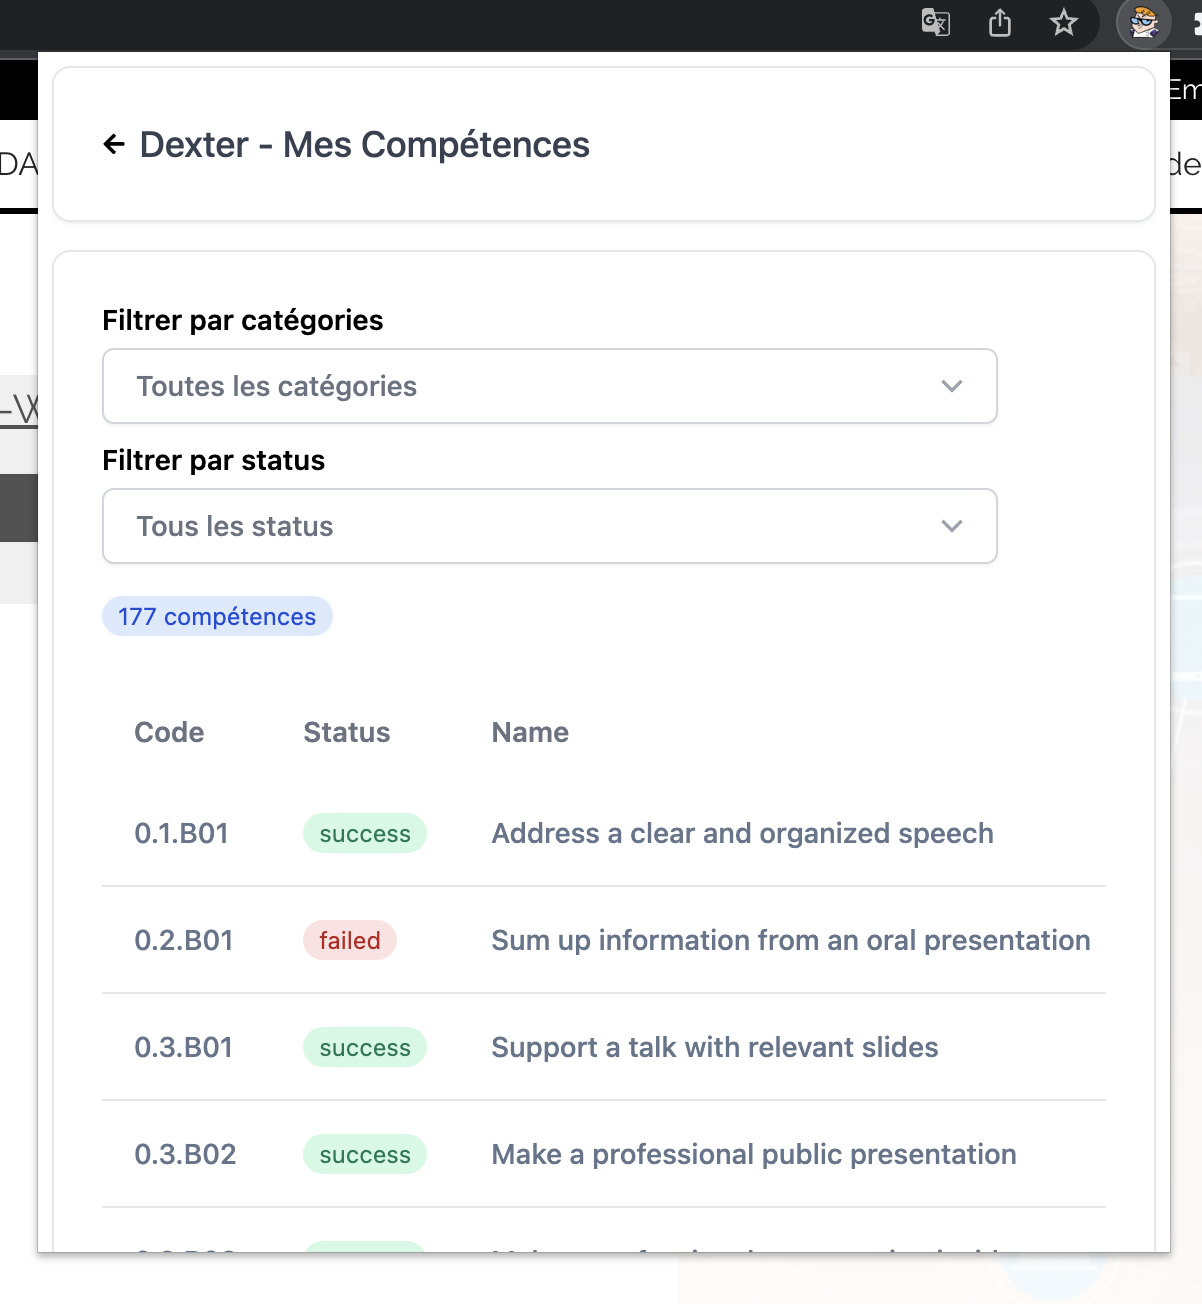 Em
DA
de
-W
← Dexter - Mes Compétences
Filtrer par catégories
Toutes les catégories
Filtrer par status
Tous les status
177 compétences
Code Status Name
0.1.B01 success Address a clear and organized speech
0.2.B01 failed Sum up information from an oral presentation
0.3.B01 success Support a talk with relevant slides
0.3.B02 success Make a professional public presentation